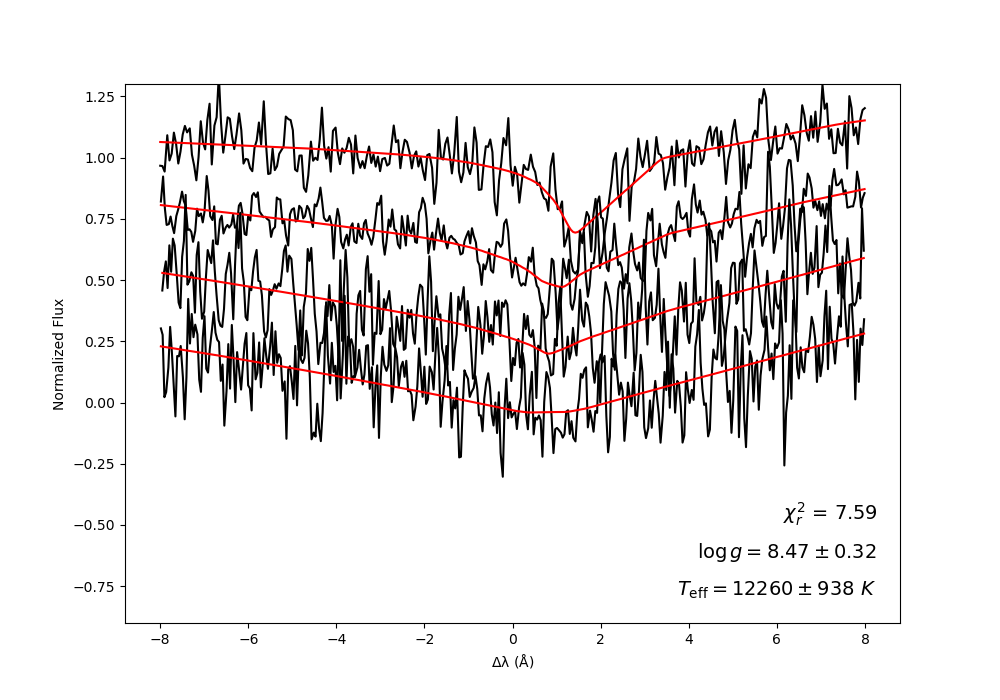 1.25
1.00
0.75
0.50
0.25
0.00
−0.25
−0.50
−0.75
Normalized Flux
χ²ᵣ = 7.59
log g = 8.47 ± 0.32
T_eff = 12260 ± 938 K
−8 −6 −4 −2 0 2 4 6 8
Δλ (Å)